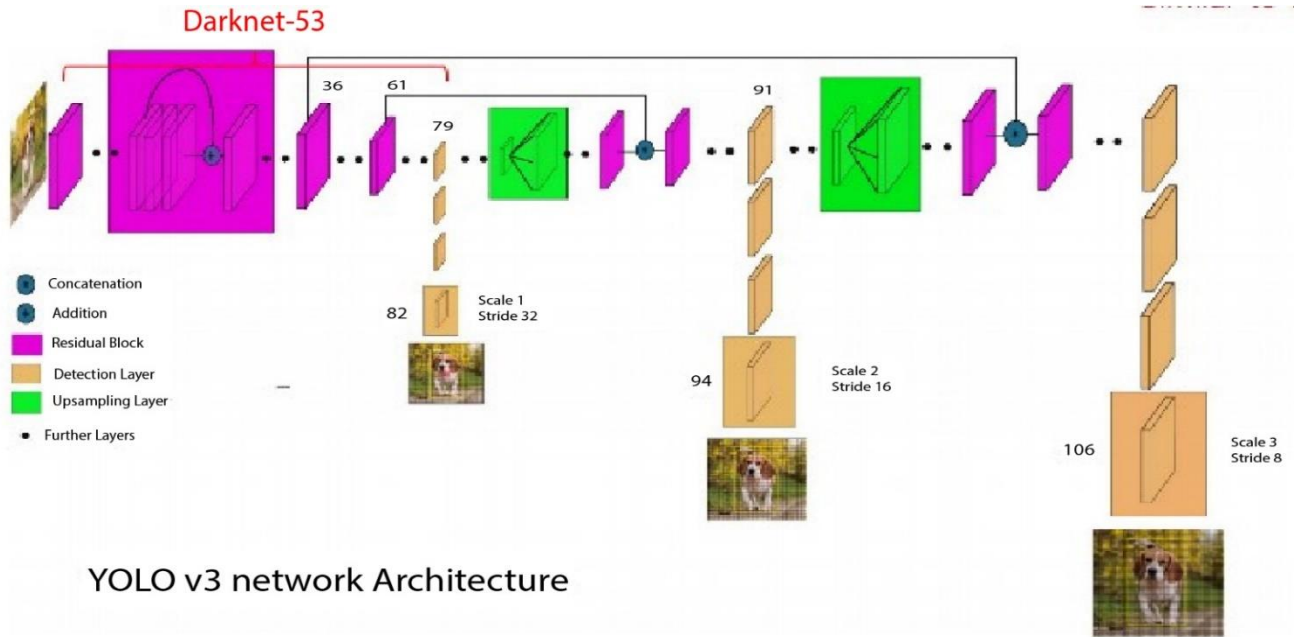 Darknet-53
36
61
79
91
Concatenation
Addition
Residual Block
Detection Layer
Upsampling Layer
Further Layers
82
Scale 1
Stride 32
94
Scale 2
Stride 16
106
Scale 3
Stride 8
YOLO v3 network Architecture